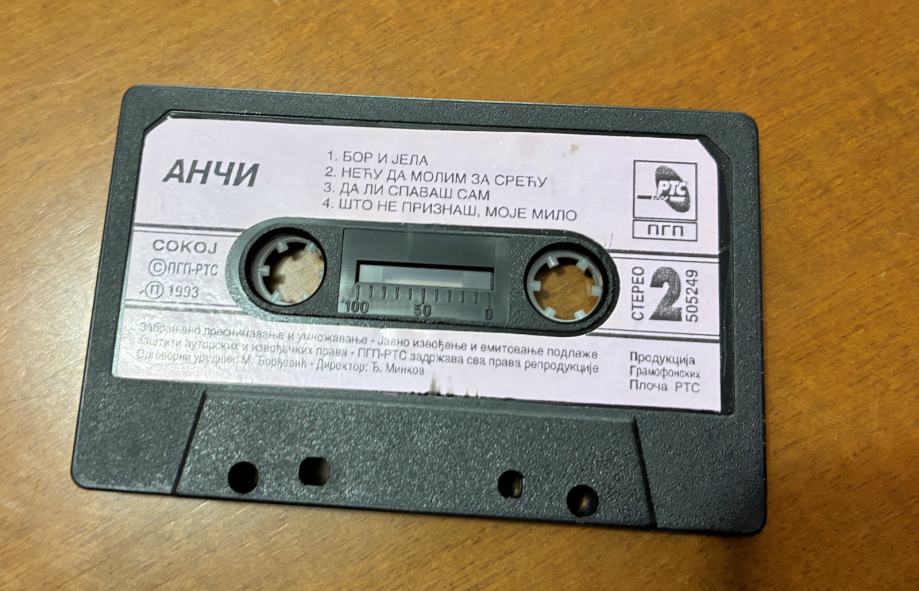 АНЧИ
1. БОР И ЈЕЛА
2. НЕЋУ ДА МОЛИМ ЗА СРЕЋУ
3. ДА ЛИ СПАВАШ САМ
4. ШТО НЕ ПРИЗНАШ, МОЈЕ МИЛО
РТС
ПГП
СОКОЈ
©ПГП-РТС
Ⓟ 1993
100 50 0
СТЕРЕО
2
505249
Забрањено преснимавање и умножавање - Јавно извођење и емитовање подлеже
заштити ауторских и извођачких права - ПГП-РТС задржава сва права репродукције
Одговорни уредник: М. Ђорђевић - Директор: Ђ. Минков
Продукција
Грамофонских
Плоча РТС